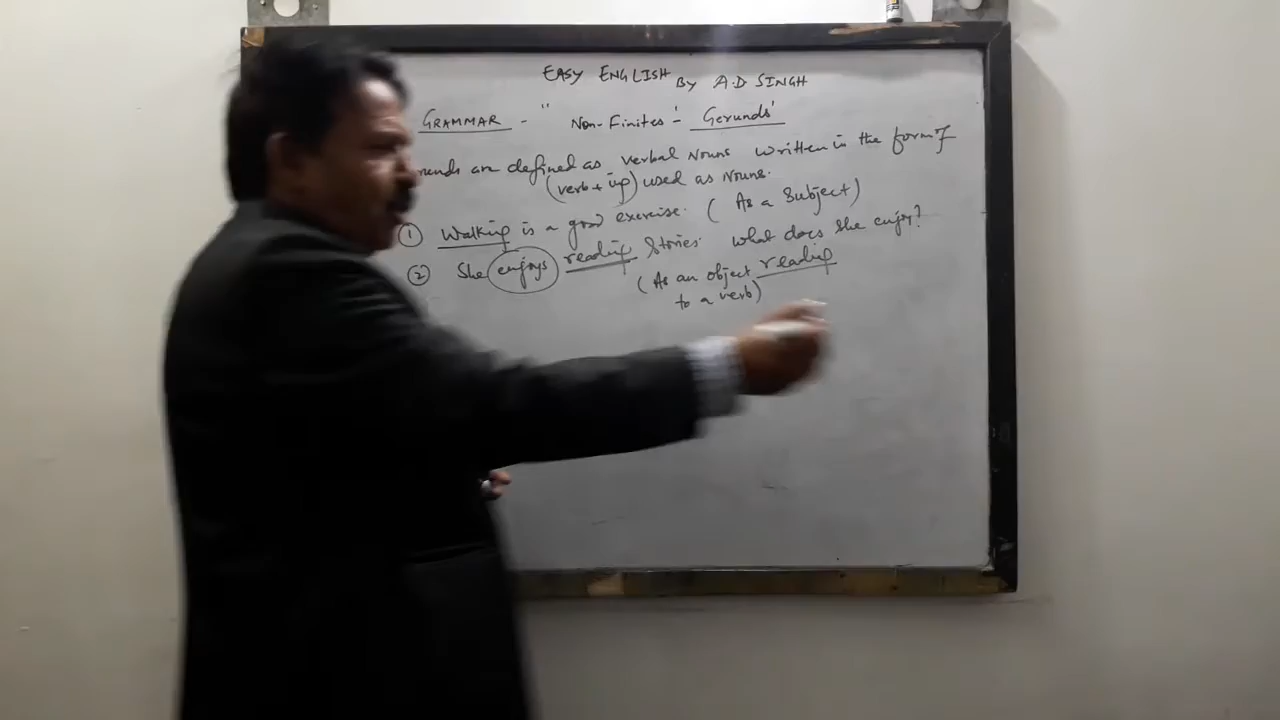 EASY ENGLISH BY A.D SINGH
GRAMMAR - " Non-Finites - 'Gerunds'
are defined as verbal Nouns written in the form of
(verb + ing) used as Nouns.
① Walking is a good exercise. (As a Subject)
② She enjoys reading stories. What does she enjoy?
(As an object reading
to a verb)